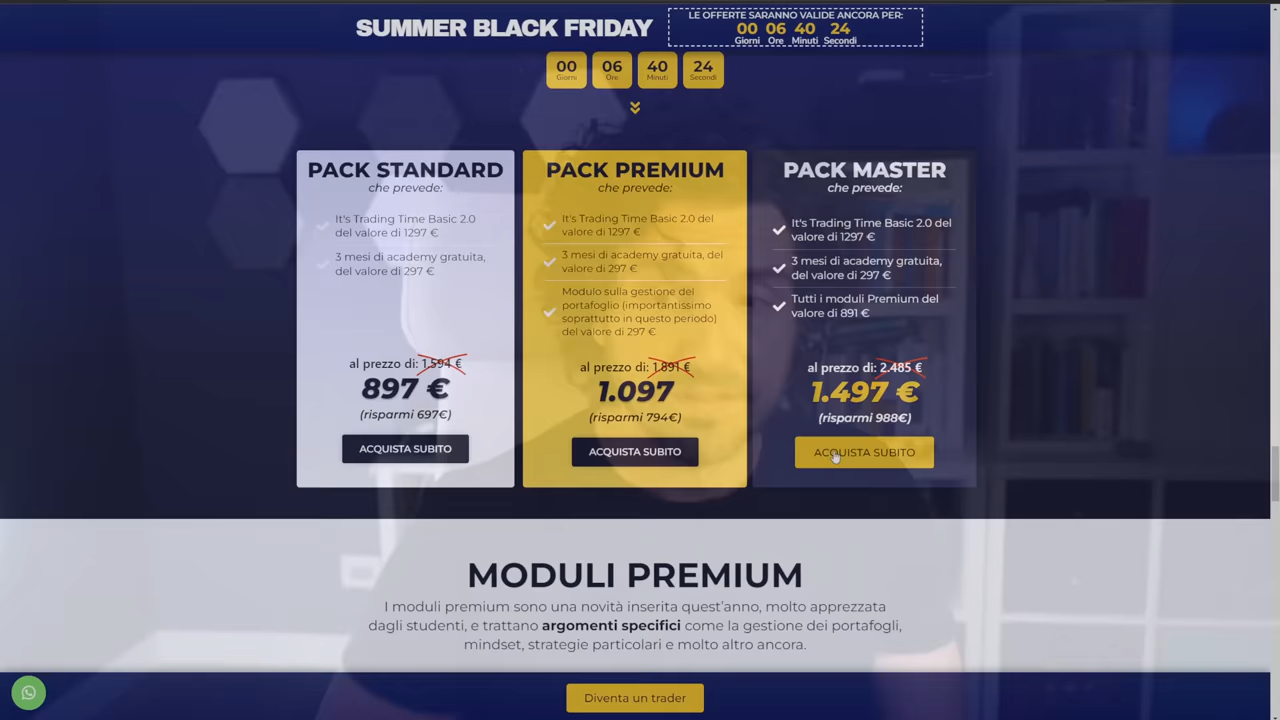 SUMMER BLACK FRIDAY
LE OFFERTE SARANNO VALIDE ANCORA PER:
00 06 40 24
Giorni Ore Minuti Secondi
00 06 40 24
Giorni Ore Minuti Secondi
PACK STANDARD
che prevede:
It's Trading Time Basic 2.0
del valore di 1297 €
3 mesi di academy gratuita,
del valore di 297 €
al prezzo di: 1.594 €
897 €
(risparmi 697€)
ACQUISTA SUBITO
PACK PREMIUM
che prevede:
It's Trading Time Basic 2.0 del
valore di 1297 €
3 mesi di academy gratuita, del
valore di 297 €
Modulo sulla gestione del
portafoglio (importantissimo
soprattutto in questo periodo)
del valore di 297 €
al prezzo di: 1.891 €
1.097
(risparmi 794€)
ACQUISTA SUBITO
PACK MASTER
che prevede:
It's Trading Time Basic 2.0 del
valore di 1297 €
3 mesi di academy gratuita,
del valore di 297 €
Tutti i moduli Premium del
valore di 891 €
al prezzo di: 2.485 €
1.497 €
(risparmi 988€)
ACQUISTA SUBITO
MODULI PREMIUM
I moduli premium sono una novità inserita quest'anno, molto apprezzata
dagli studenti, e trattano argomenti specifici come la gestione dei portafogli,
mindset, strategie particolari e molto altro ancora.
Diventa un trader